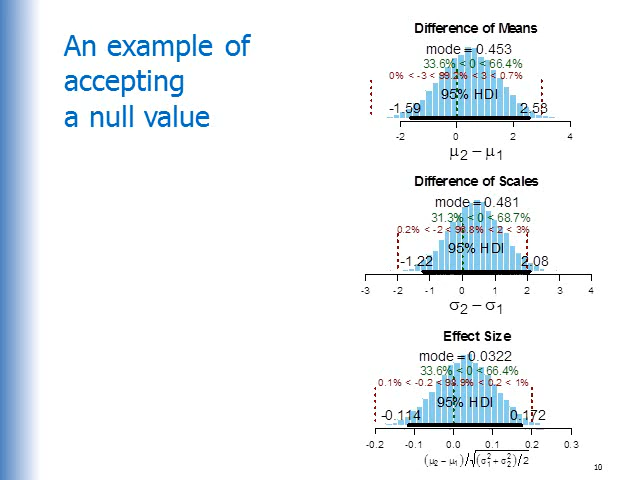 An example of
accepting
a null value
Difference of Means
mode = 0.453
33.6% < 0 < 66.4%
0% < -3 < 99.2% < 3 < 0.7%
95% HDI
-1.59 2.53
-2 0 2 4
μ2 − μ1
Difference of Scales
mode = 0.481
31.3% < 0 < 68.7%
0.2% < -2 < 96.8% < 2 < 3%
95% HDI
-1.22 2.08
-3 -2 -1 0 1 2 3 4
σ2 − σ1
Effect Size
mode = 0.0322
33.6% < 0 < 66.4%
0.1% < -0.2 < 98.9% < 0.2 < 1%
95% HDI
-0.114 0.172
-0.2 -0.1 0.0 0.1 0.2 0.3
(μ2 − μ1)/√(σ1² + σ2²)/2
10